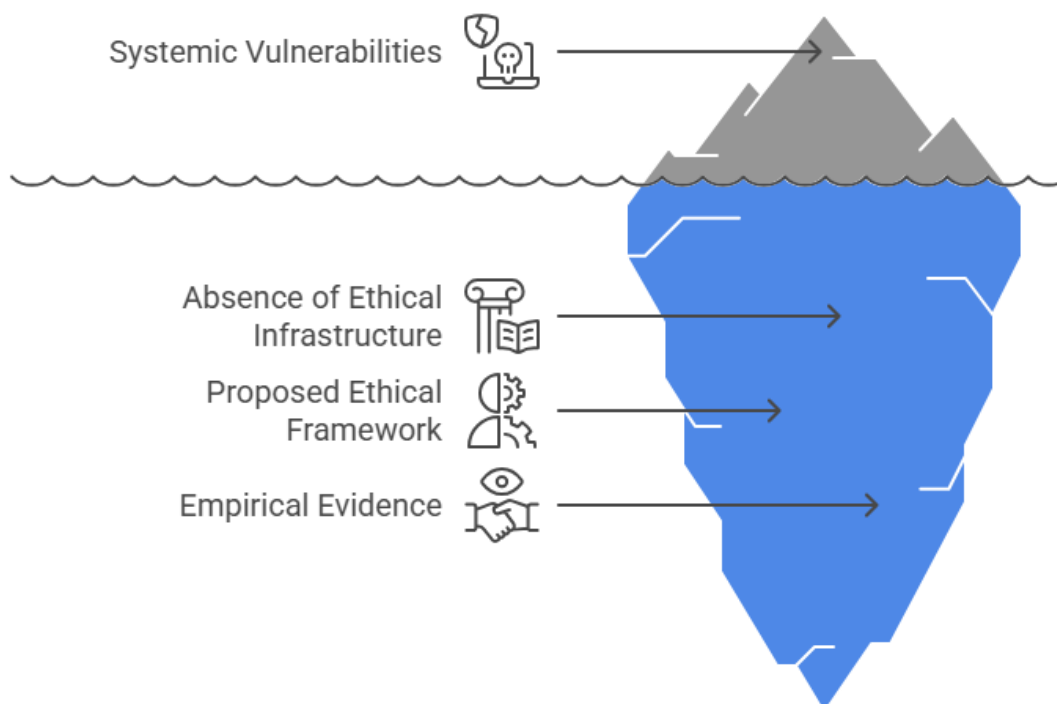 Systemic Vulnerabilities
Absence of Ethical
Infrastructure
Proposed Ethical
Framework
Empirical Evidence